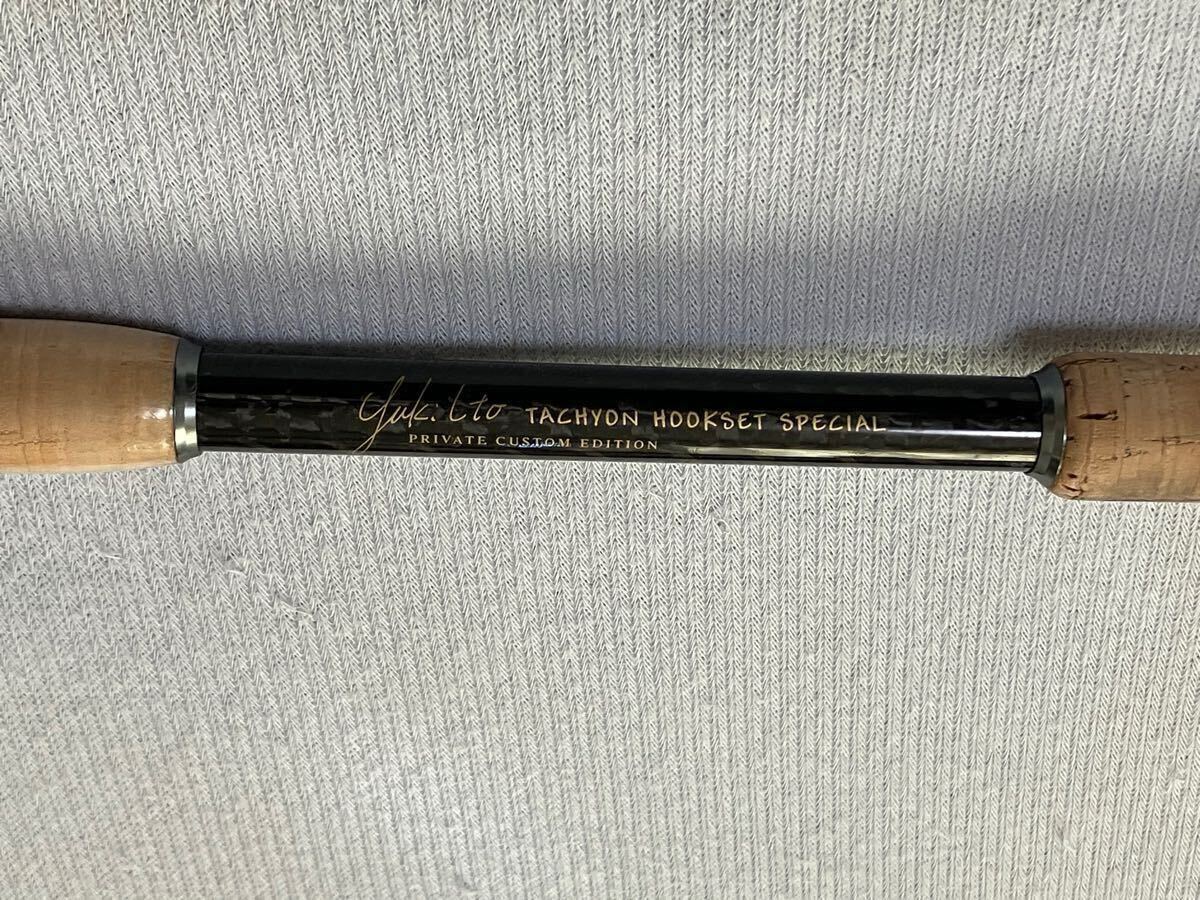 Yuki Ito TACHYON HOOKSET SPECIAL
PRIVATE CUSTOM EDITION